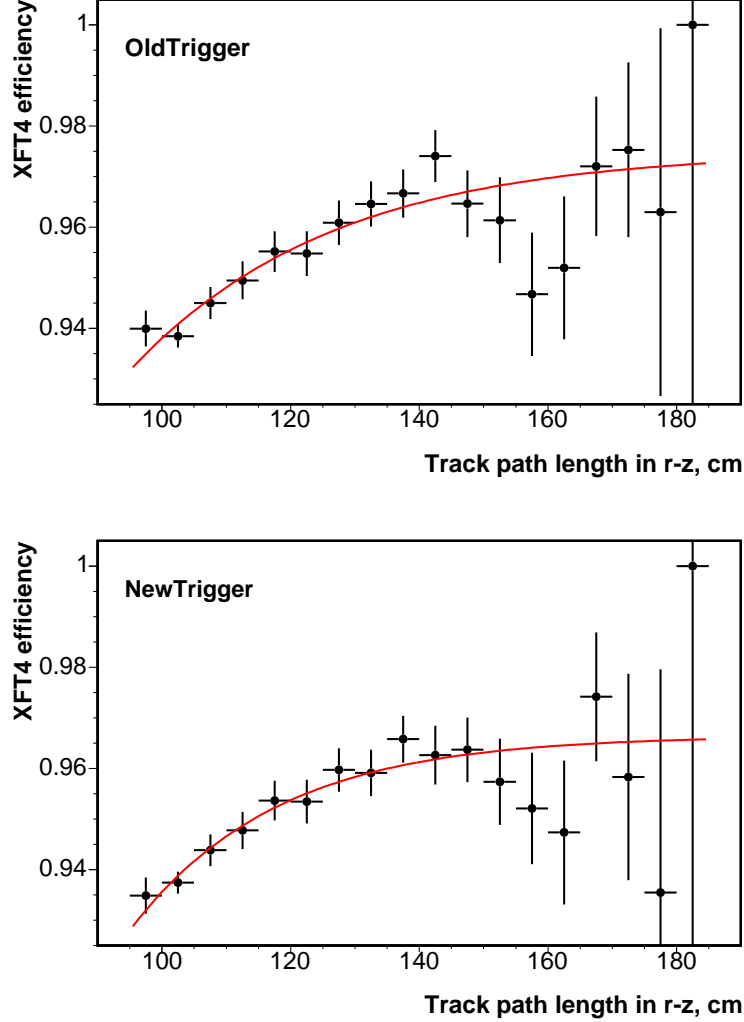 1
OldTrigger
0.98
0.96
0.94
XFT4 efficiency
100 120 140 160 180
Track path length in r-z, cm
1
NewTrigger
0.98
0.96
0.94
XFT4 efficiency
100 120 140 160 180
Track path length in r-z, cm